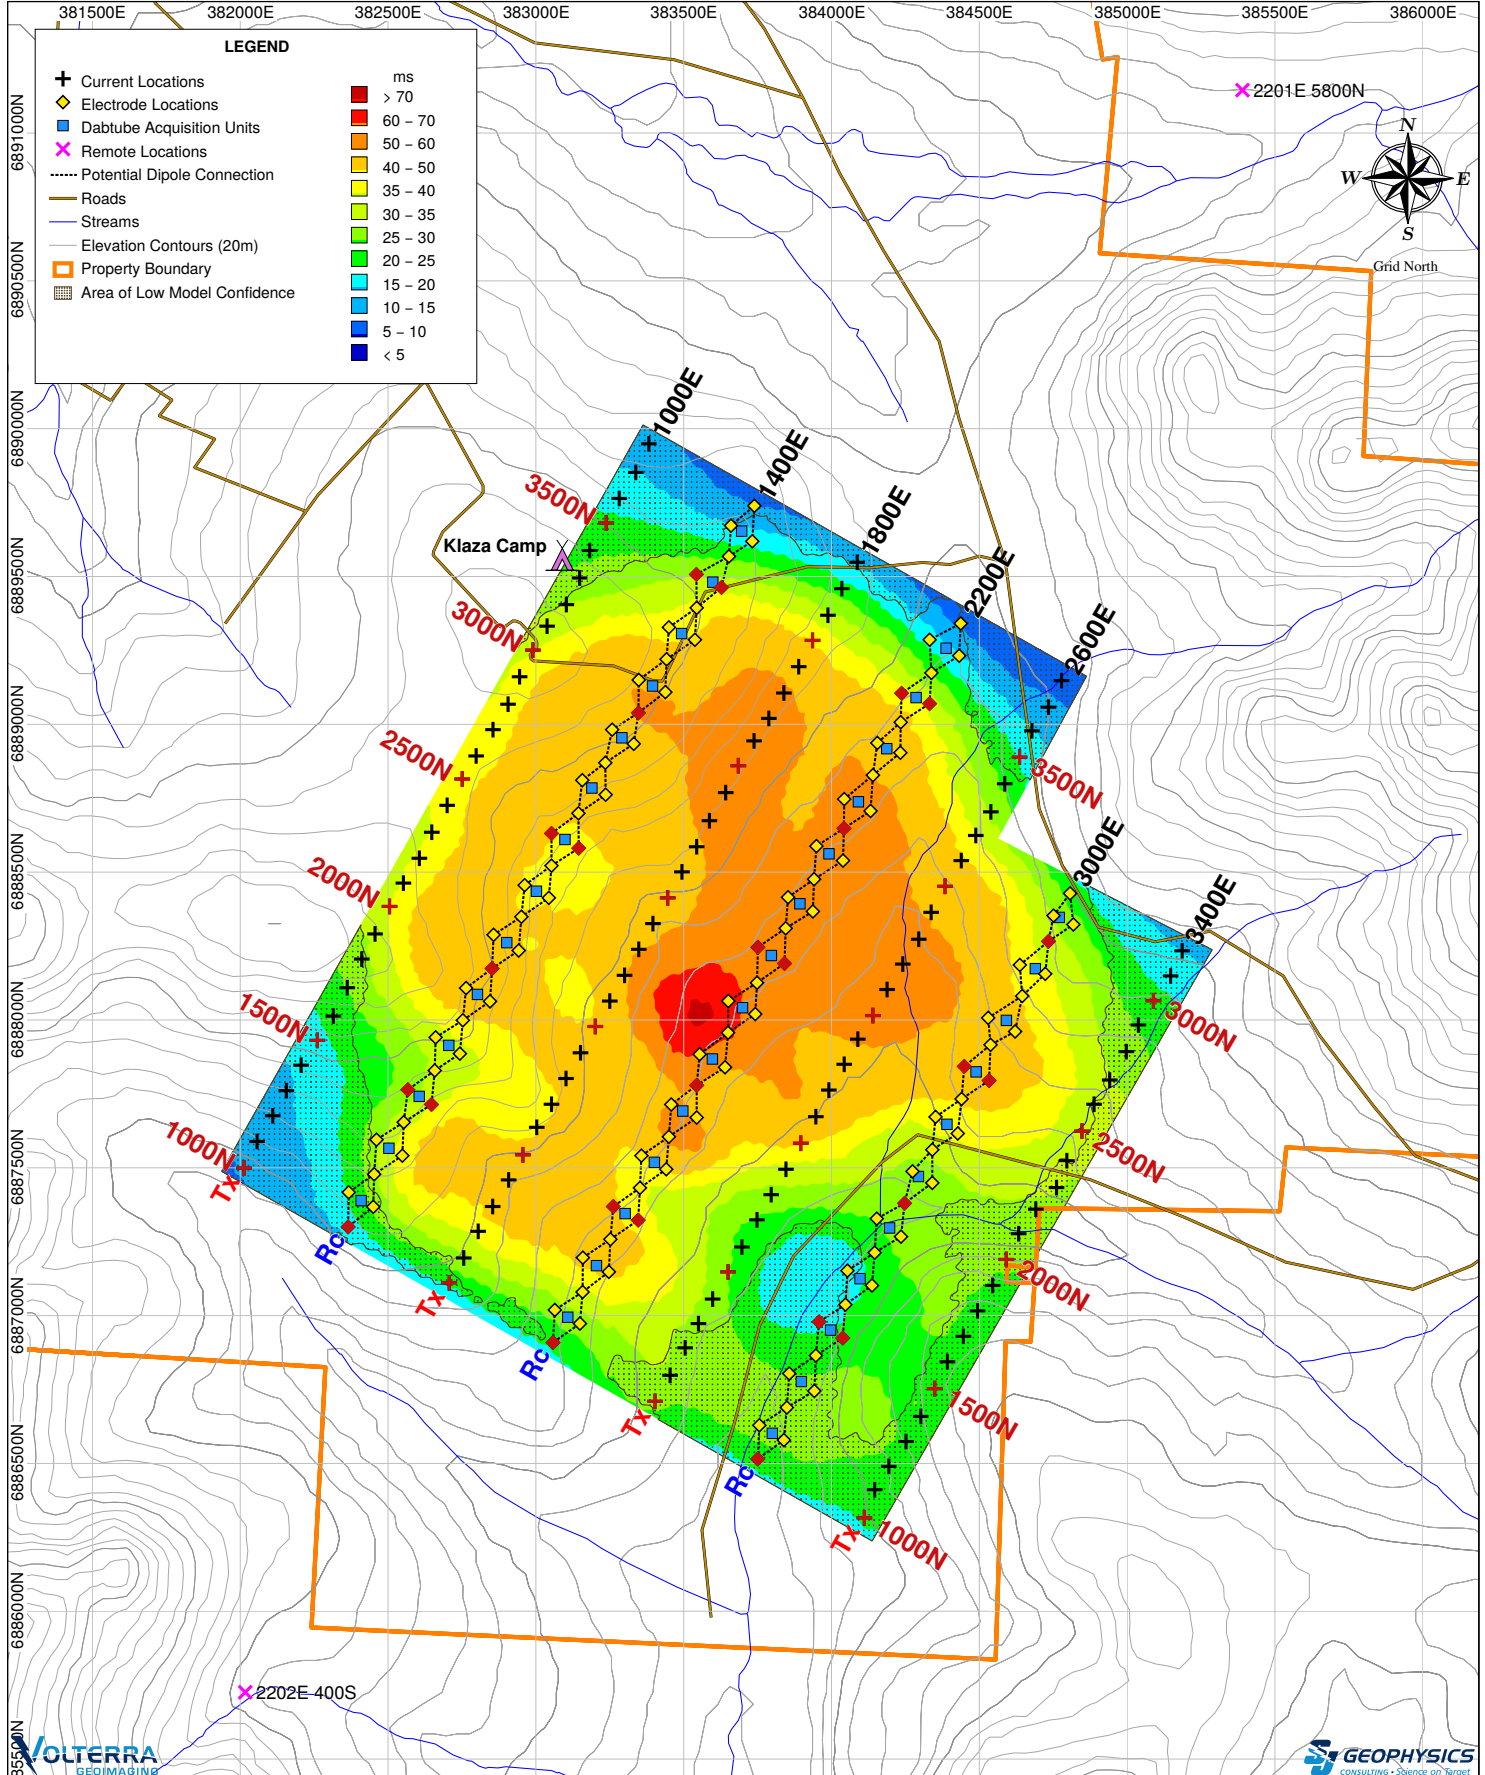 381500E 382000E 382500E 383000E 383500E 384000E 384500E 385000E 385500E 386000E
LEGEND
Current Locations
Electrode Locations
Dabtube Acquisition Units
Remote Locations
Potential Dipole Connection
Roads
Streams
Elevation Contours (20m)
Property Boundary
Area of Low Model Confidence
ms
> 70
60 – 70
50 – 60
40 – 50
35 – 40
30 – 35
25 – 30
20 – 25
15 – 20
10 – 15
5 – 10
< 5
2201E 5800N
N
W E
S
Grid North
6891000N
6890500N
6890000N
6889500N
6889000N
6888500N
6888000N
6887500N
6887000N
6886500N
6886000N
1000E
1400E
1800E
2200E
2600E
3000E
3400E
3500N
Klaza Camp
3000N
2500N
2000N
1500N
1000N
3500N
3000N
2500N
2000N
1500N
1000N
Tx
Rc
Tx
Rc
Tx
Rc
Tx
2202E 400S
VOLTERRA
GEOIMAGING
GEOPHYSICS
CONSULTING • Science on Target